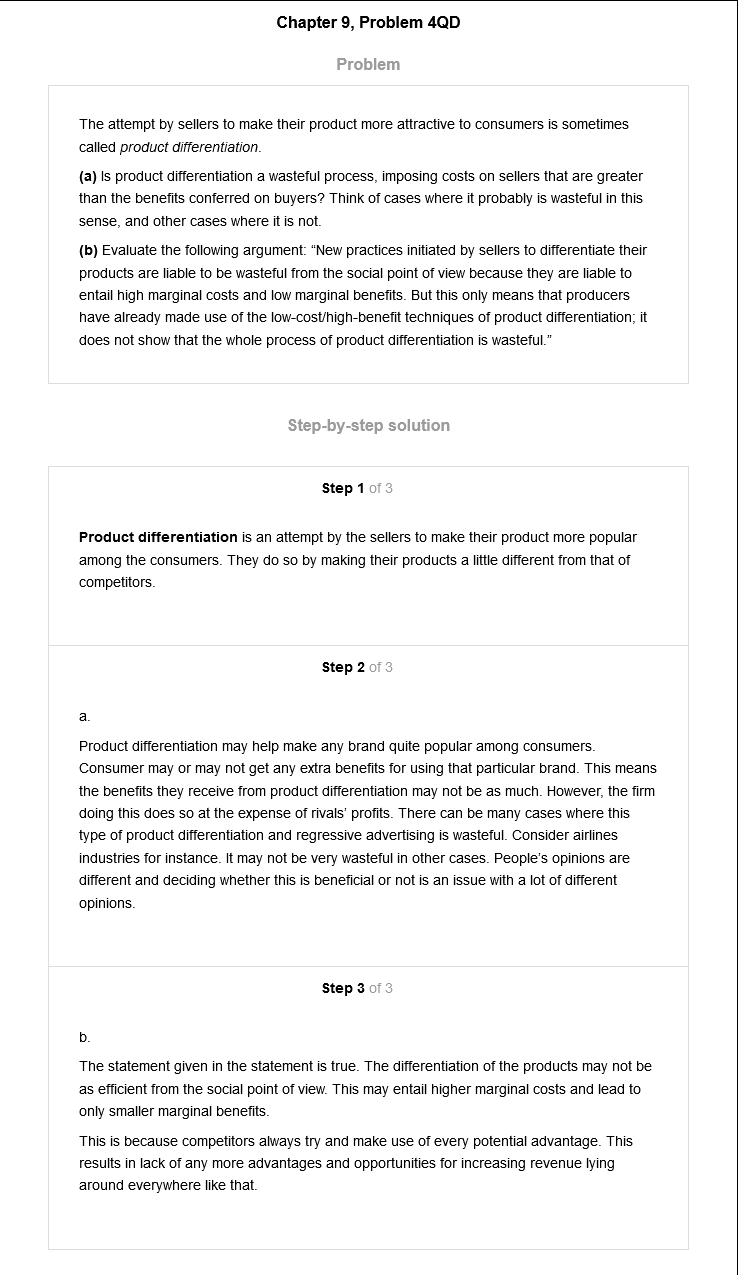 Chapter 9, Problem 4QD
Problem
The attempt by sellers to make their product more attractive to consumers is sometimes
called product differentiation.
(a) Is product differentiation a wasteful process, imposing costs on sellers that are greater
than the benefits conferred on buyers? Think of cases where it probably is wasteful in this
sense, and other cases where it is not.
(b) Evaluate the following argument: “New practices initiated by sellers to differentiate their
products are liable to be wasteful from the social point of view because they are liable to
entail high marginal costs and low marginal benefits. But this only means that producers
have already made use of the low-cost/high-benefit techniques of product differentiation; it
does not show that the whole process of product differentiation is wasteful.”
Step-by-step solution
Step 1 of 3
Product differentiation is an attempt by the sellers to make their product more popular
among the consumers. They do so by making their products a little different from that of
competitors.
Step 2 of 3
a.
Product differentiation may help make any brand quite popular among consumers.
Consumer may or may not get any extra benefits for using that particular brand. This means
the benefits they receive from product differentiation may not be as much. However, the firm
doing this does so at the expense of rivals’ profits. There can be many cases where this
type of product differentiation and regressive advertising is wasteful. Consider airlines
industries for instance. It may not be very wasteful in other cases. People’s opinions are
different and deciding whether this is beneficial or not is an issue with a lot of different
opinions.
Step 3 of 3
b.
The statement given in the statement is true. The differentiation of the products may not be
as efficient from the social point of view. This may entail higher marginal costs and lead to
only smaller marginal benefits.
This is because competitors always try and make use of every potential advantage. This
results in lack of any more advantages and opportunities for increasing revenue lying
around everywhere like that.